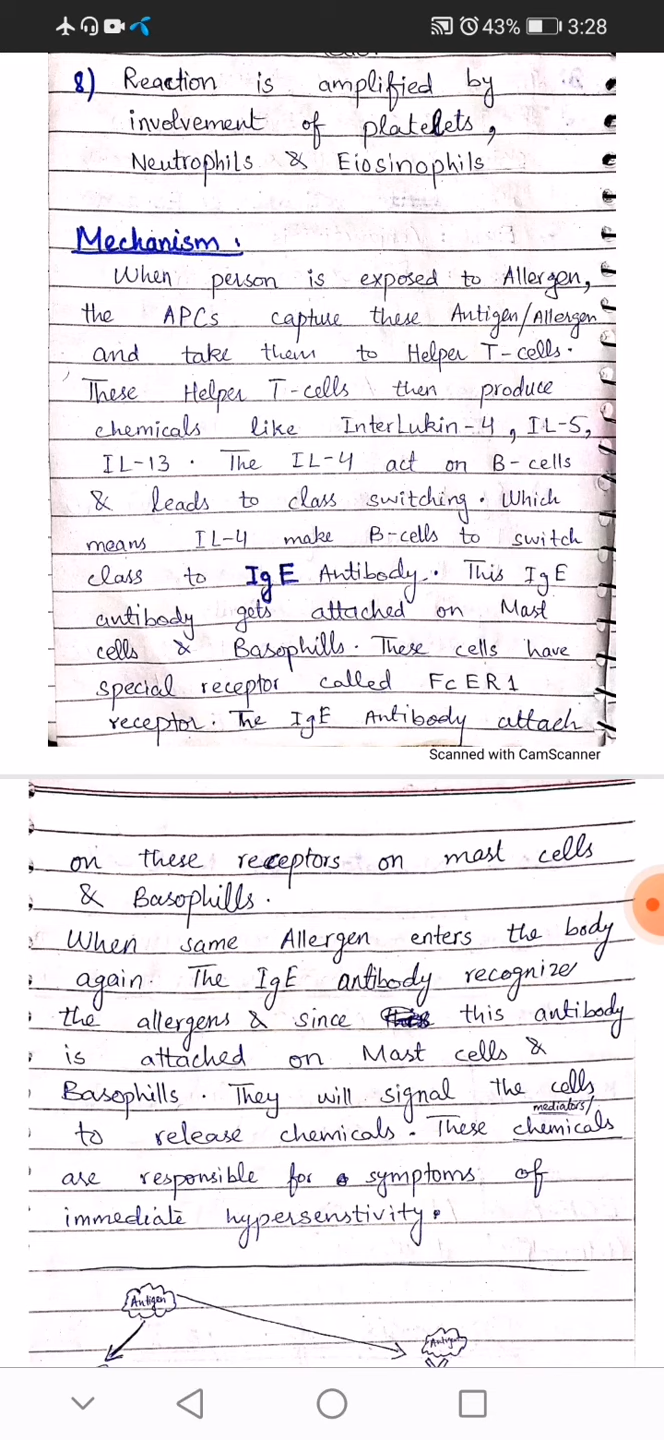 43% 3:28
8) Reaction is amplified by
involvement of platelets,
Neutrophils & Eiosinophils
Mechanism:
When person is exposed to Allergen,
the APCs capture these Antigen/Allergen
and take them to Helper T-cells.
These Helper T-cells then produce
chemicals like InterLukin-4, IL-5,
IL-13. The IL-4 act on B-cells
& leads to class switching. Which
means IL-4 make B-cells to switch
class to IgE Antibody. This IgE
antibody gets attached on Mast
cells & Basophills. These cells have
special receptor called FcER1
receptor. The IgE Antibody attach
Scanned with CamScanner
on these receptors on mast cells
& Basophills.
When same Allergen enters the body
again. The IgE antibody recognize
the allergens & since this antibody
is attached on Mast cells &
Basophills. They will signal the cells
mediators/
to release chemicals. These chemicals
are responsible for symptoms of
immediate hypersenstivity.
Antigen
Antigen